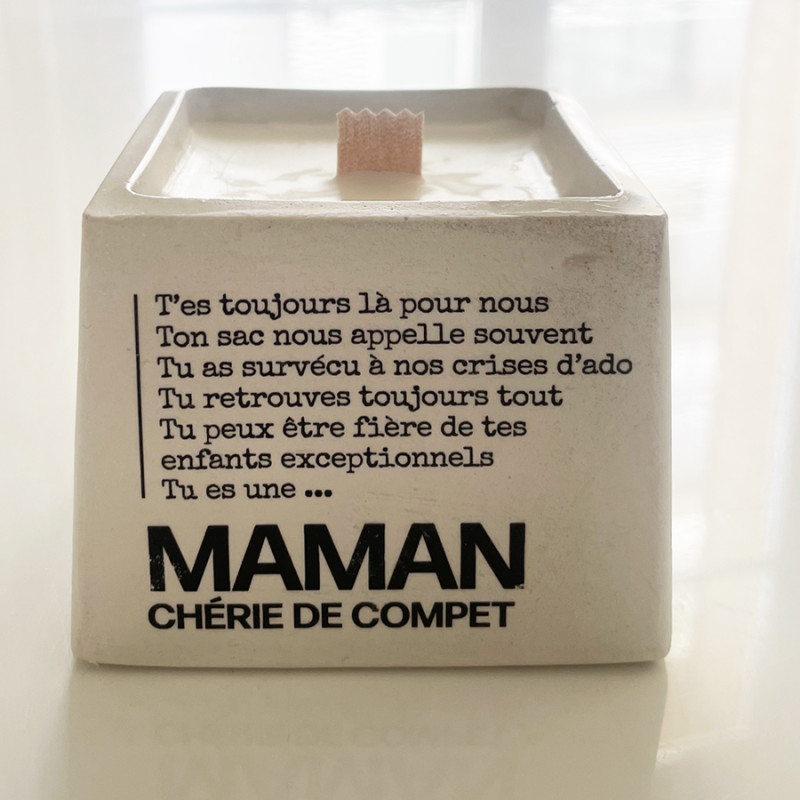 T'es toujours là pour nous
Ton sac nous appelle souvent
Tu as survécu à nos crises d'ado
Tu retrouves toujours tout
Tu peux être fière de tes
enfants exceptionnels
Tu es une ...
MAMAN
CHÉRIE DE COMPET